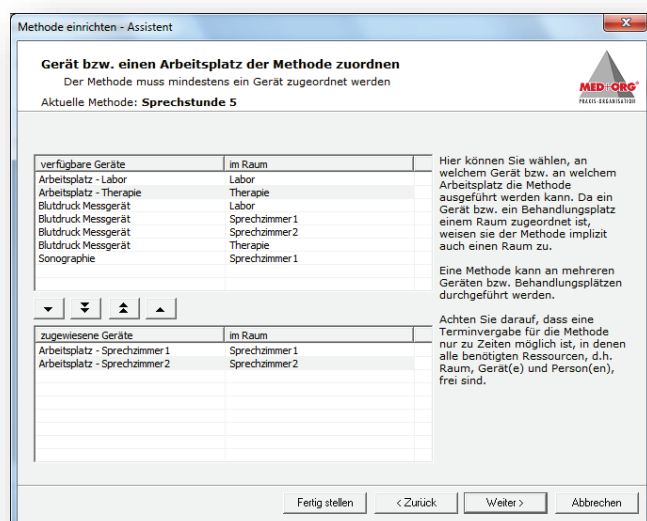 Methode einrichten - Assistent
Gerät bzw. einen Arbeitsplatz der Methode zuordnen
Der Methode muss mindestens ein Gerät zugeordnet werden
Aktuelle Methode: Sprechstunde 5
MED+ORG®
PRAXIS-ORGANISATION
verfügbare Geräte im Raum
Arbeitsplatz - Labor Labor
Arbeitsplatz - Therapie Therapie
Blutdruck Messgerät Labor
Blutdruck Messgerät Sprechzimmer1
Blutdruck Messgerät Sprechzimmer2
Blutdruck Messgerät Therapie
Sonographie Sprechzimmer1
zugewiesene Geräte im Raum
Arbeitsplatz - Sprechzimmer1 Sprechzimmer1
Arbeitsplatz - Sprechzimmer2 Sprechzimmer2
Hier können Sie wählen, an
welchem Gerät bzw. an welchem
Arbeitsplatz die Methode
ausgeführt werden kann. Da ein
Gerät bzw. ein Behandlungsplatz
einem Raum zugeordnet ist,
weisen sie der Methode implizit
auch einen Raum zu.
Eine Methode kann an mehreren
Geräten bzw. Behandlungsplätzen
durchgeführt werden.
Achten Sie darauf, dass eine
Terminvergabe für die Methode
nur zu Zeiten möglich ist, in denen
alle benötigten Ressourcen, d.h.
Raum, Gerät(e) und Person(en),
frei sind.
Fertig stellen < Zurück Weiter > Abbrechen